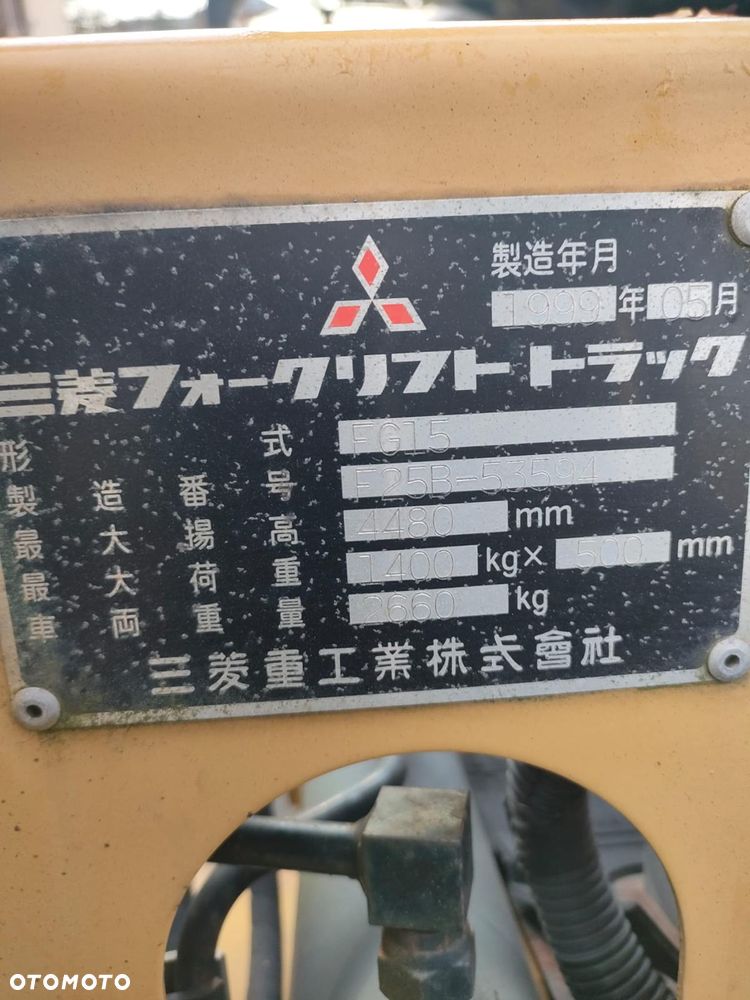 製造年月
1999年05月
三菱フォークリフトトラック
形式 FG15
製造番号 F25B-53594
最大揚高 4480 mm
最大荷重 1400 kg× 500 mm
車両重量 2660 kg
三菱重工業株式會社
OTOMOTO